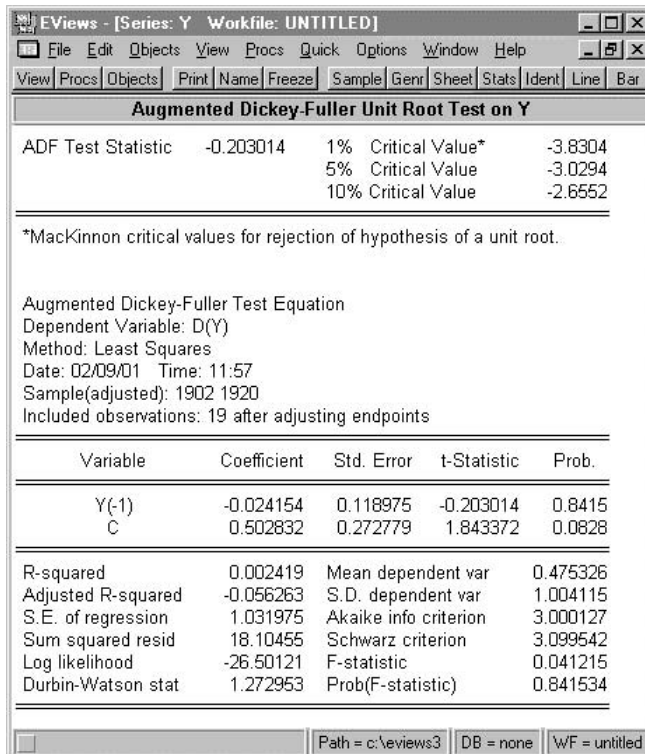 EViews - [Series: Y Workfile: UNTITLED]
File Edit Objects View Procs Quick Options Window Help
View Procs Objects Print Name Freeze Sample Genr Sheet Stats Ident Line Bar
Augmented Dickey-Fuller Unit Root Test on Y
ADF Test Statistic -0.203014 1% Critical Value* -3.8304
5% Critical Value -3.0294
10% Critical Value -2.6552
*MacKinnon critical values for rejection of hypothesis of a unit root.
Augmented Dickey-Fuller Test Equation
Dependent Variable: D(Y)
Method: Least Squares
Date: 02/09/01 Time: 11:57
Sample(adjusted): 1902 1920
Included observations: 19 after adjusting endpoints
Variable Coefficient Std. Error t-Statistic Prob.
Y(-1) -0.024154 0.118975 -0.203014 0.8415
C 0.502832 0.272779 1.843372 0.0828
R-squared 0.002419 Mean dependent var 0.475326
Adjusted R-squared -0.056263 S.D. dependent var 1.004115
S.E. of regression 1.031975 Akaike info criterion 3.000127
Sum squared resid 18.10455 Schwarz criterion 3.099542
Log likelihood -26.50121 F-statistic 0.041215
Durbin-Watson stat 1.272953 Prob(F-statistic) 0.841534
Path = c:\eviews3 DB = none WF = untitled